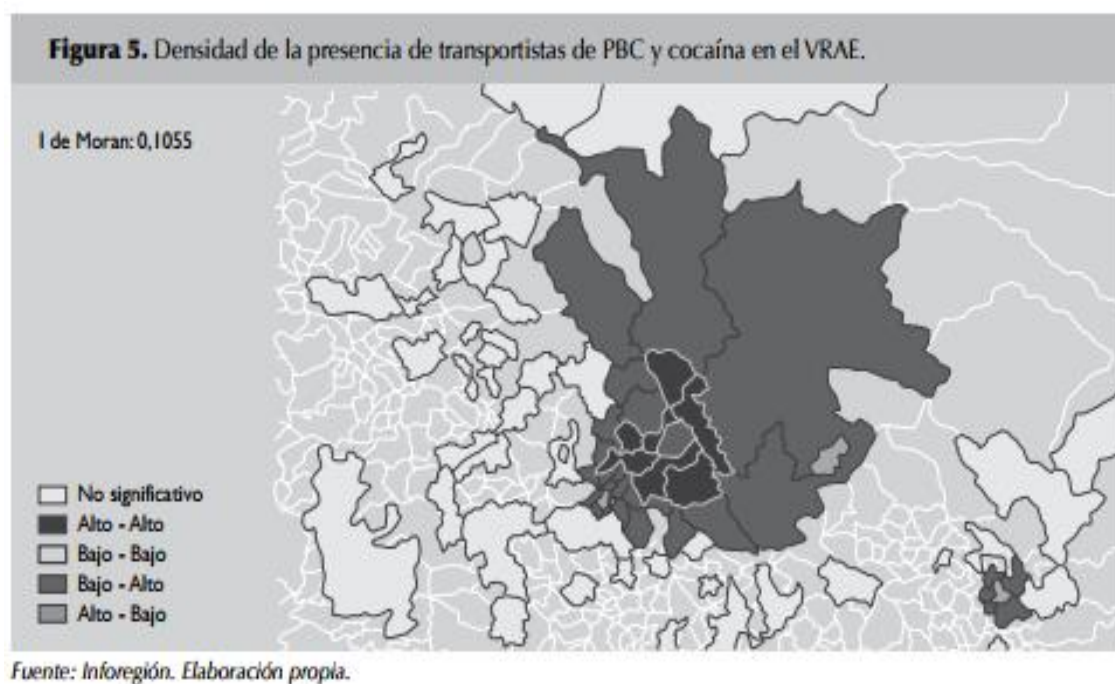 Figura 5. Densidad de la presencia de transportistas de PBC y cocaína en el VRAE.
I de Moran: 0,1055
No significativo
Alto - Alto
Bajo - Bajo
Bajo - Alto
Alto - Bajo
Fuente: Inforegión. Elaboración propia.